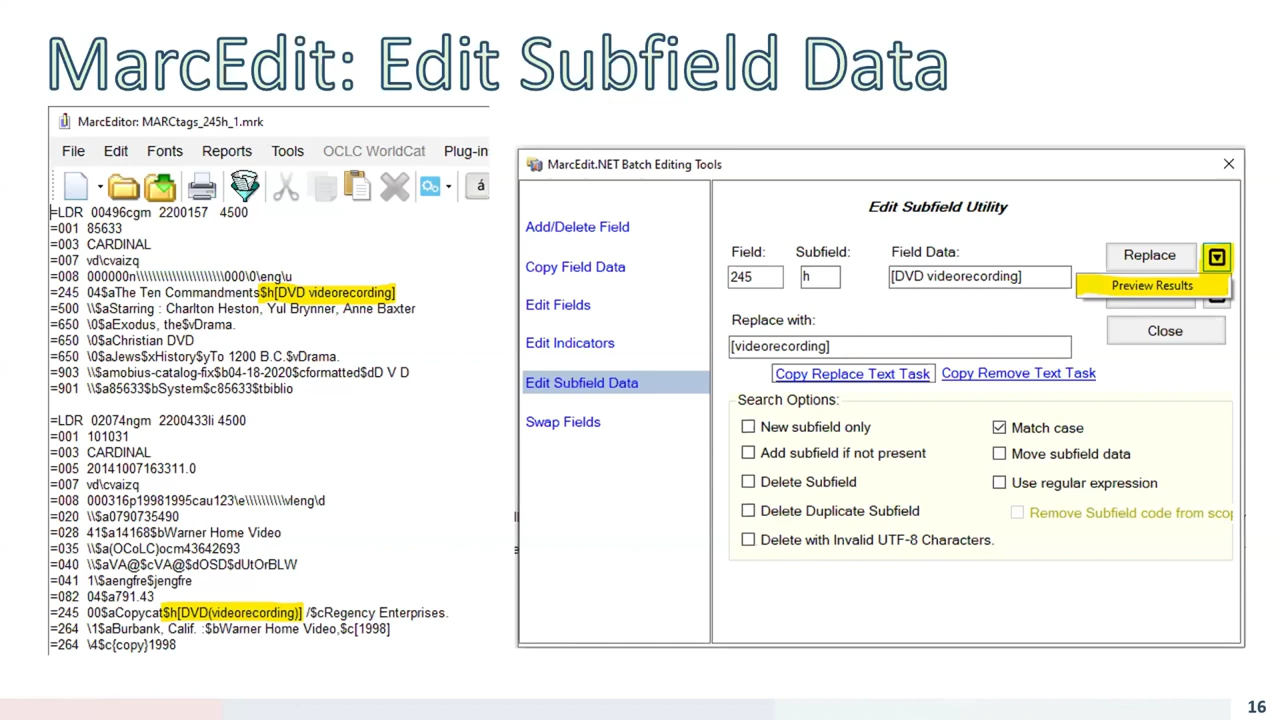 MarcEdit: Edit Subfield Data
MarcEditor: MARCtags_245h_1.mrk
File Edit Fonts Reports Tools OCLC WorldCat Plug-in
á
=LDR 00496cgm 2200157 4500
=001 85633
=003 CARDINAL
=007 vd\cvaizq
=008 000000n\\\\\\\\\\\\\\\\\\\\\\\000\0\eng\u
=245 04$aThe Ten Commandments$h[DVD videorecording]
=500 \\$aStarring : Charlton Heston, Yul Brynner, Anne Baxter
=650 \0$aExodus, the$vDrama.
=650 \0$aChristian DVD
=650 \0$aJews$xHistory$yTo 1200 B.C.$vDrama.
=903 \\$amobius-catalog-fix$b04-18-2020$cformatted$dD V D
=901 \\$a85633$bSystem$c85633$tbiblio
=LDR 02074ngm 2200433li 4500
=001 101031
=003 CARDINAL
=005 20141007163311.0
=007 vd\cvaizq
=008 000316p19981995cau123\e\\\\\\\\\\vleng\d
=020 \\$a0790735490
=028 41$a14168$bWarner Home Video
=035 \\$a(OCoLC)ocm43642693
=040 \\$aVA@$cVA@$dOSD$dUtOrBLW
=041 1\$aengfre$jengfre
=082 04$a791.43
=245 00$aCopycat$h[DVD(videorecording)] /$cRegency Enterprises.
=264 \1$aBurbank, Calif. :$bWarner Home Video,$c[1998]
=264 \4$c{copy}1998
MarcEdit.NET Batch Editing Tools
Add/Delete Field
Copy Field Data
Edit Fields
Edit Indicators
Edit Subfield Data
Swap Fields
Edit Subfield Utility
Field: Subfield: Field Data:
245 h [DVD videorecording]
Replace
Preview Results
Close
Replace with:
[videorecording]
Copy Replace Text Task Copy Remove Text Task
Search Options:
New subfield only
Add subfield if not present
Delete Subfield
Delete Duplicate Subfield
Delete with Invalid UTF-8 Characters.
Match case
Move subfield data
Use regular expression
Remove Subfield code from scop
16